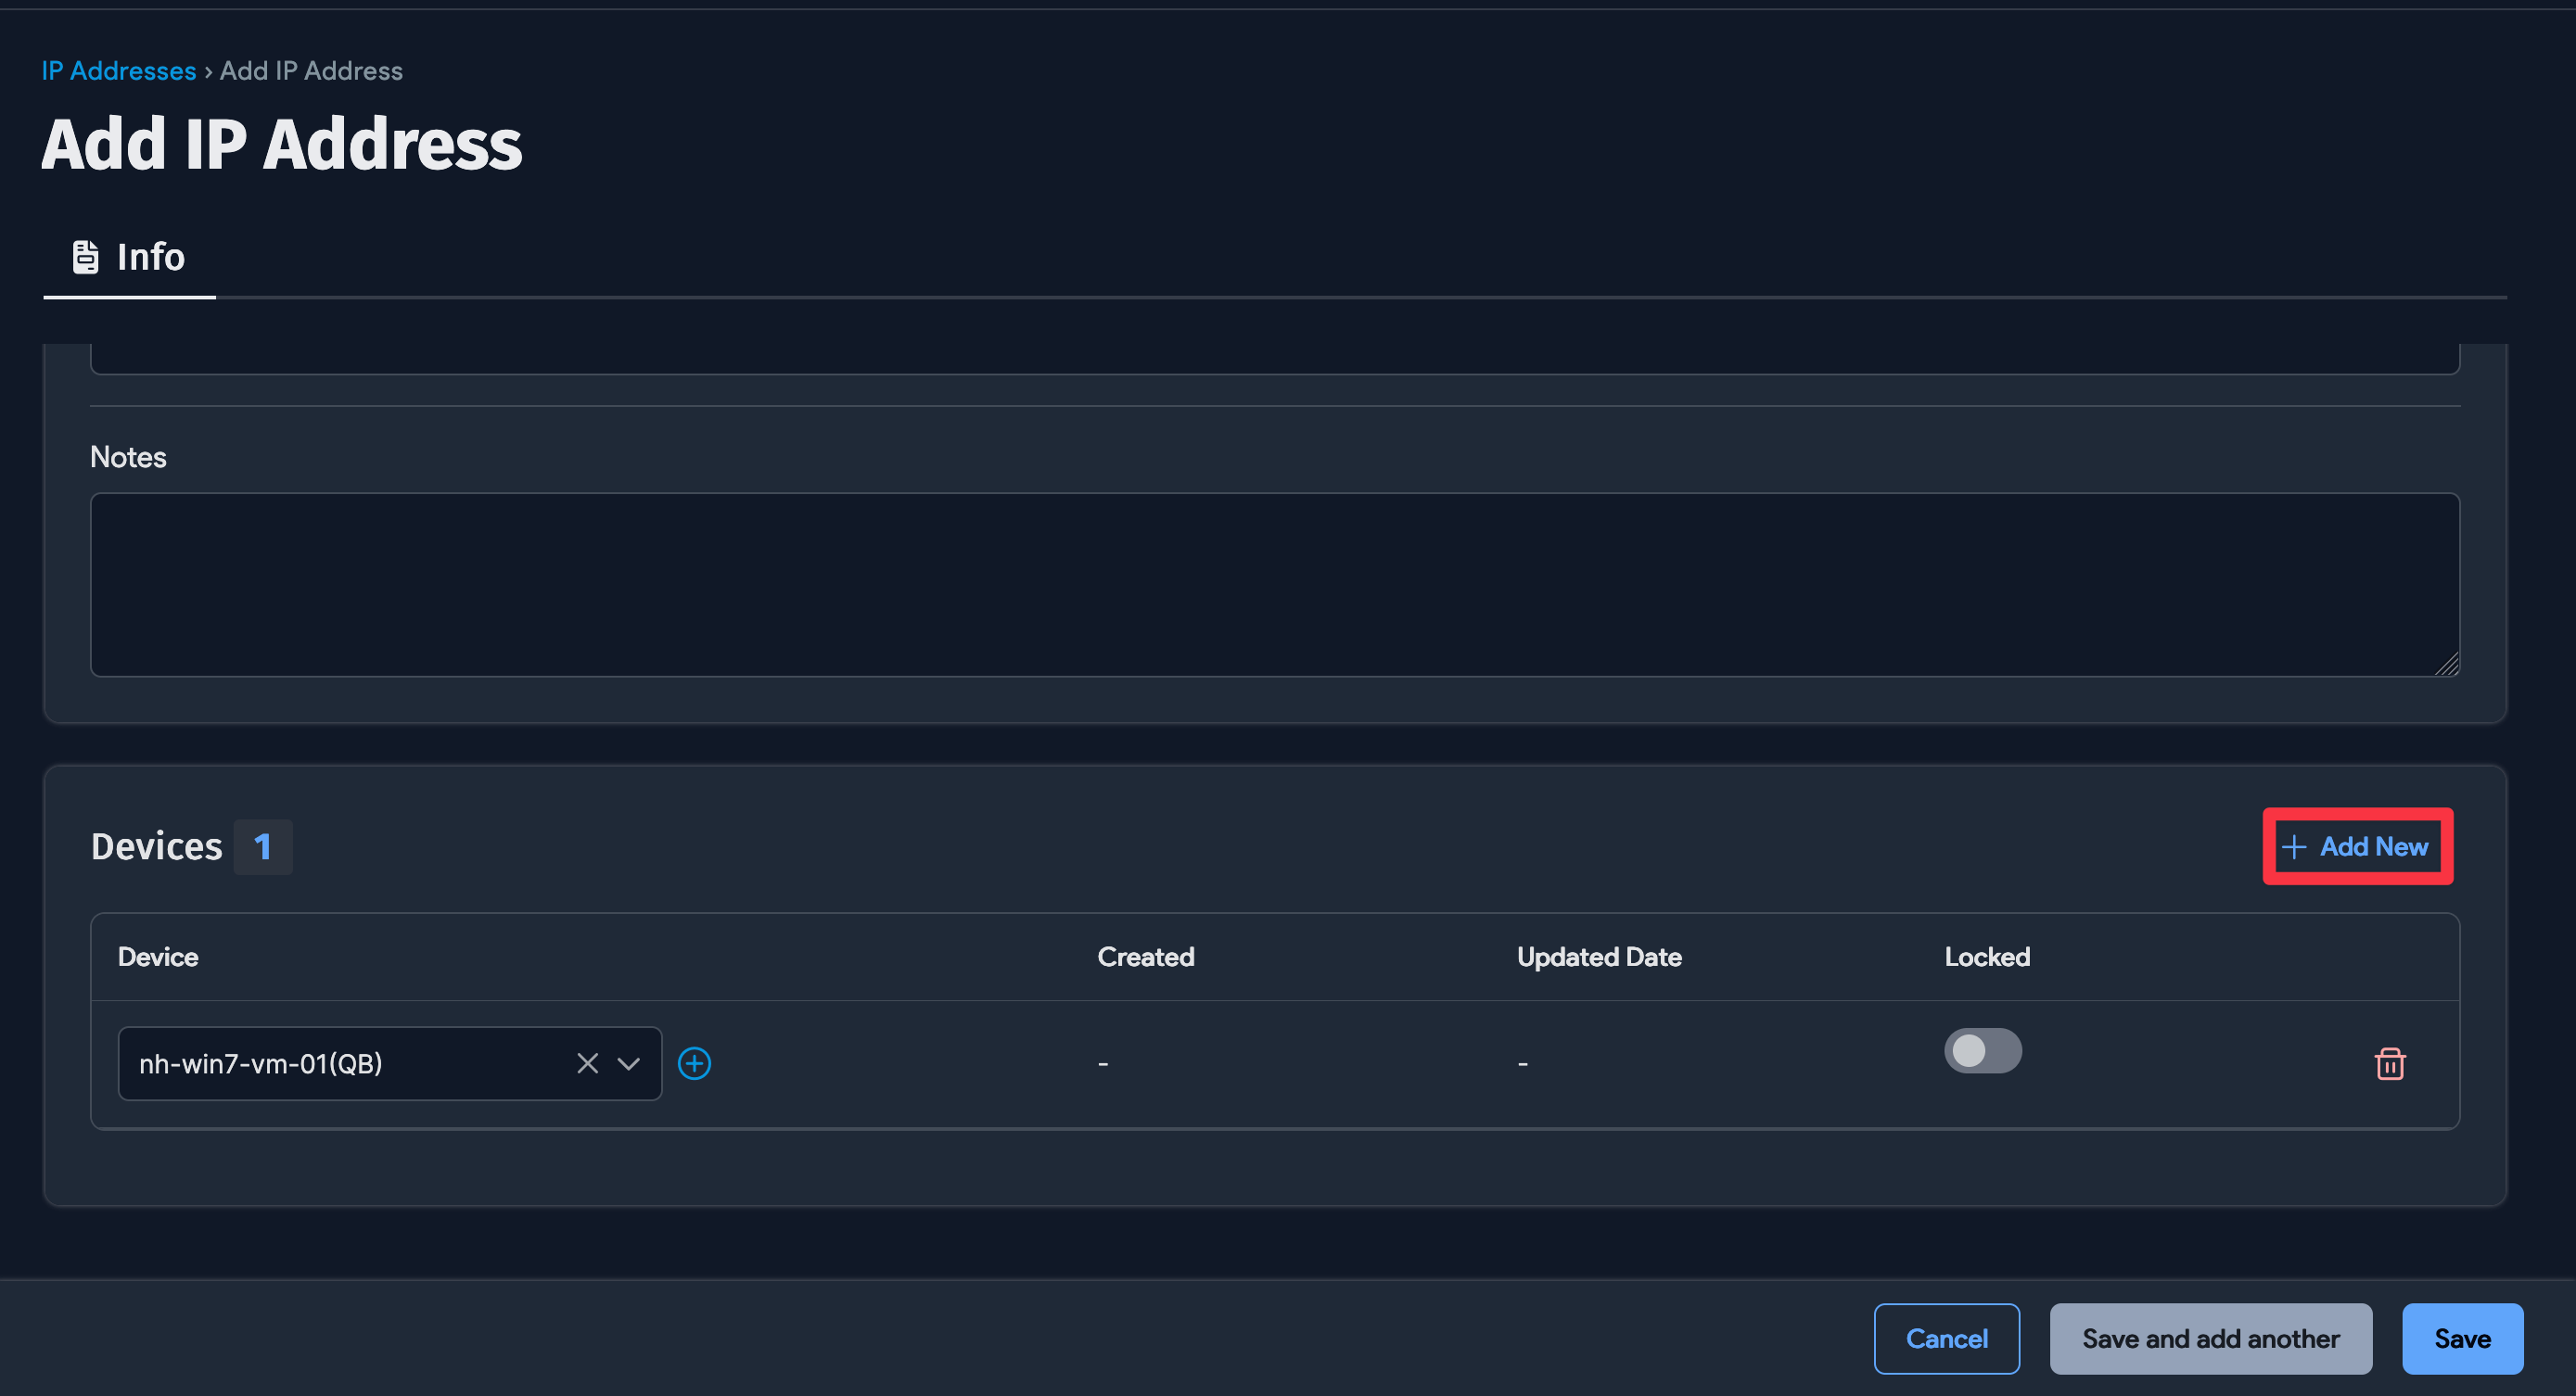 IP Addresses › Add IP Address
Add IP Address
Info
Notes
Devices 1
+ Add New
Device Created Updated Date Locked
nh-win7-vm-01(QB) - -
Cancel Save and add another Save